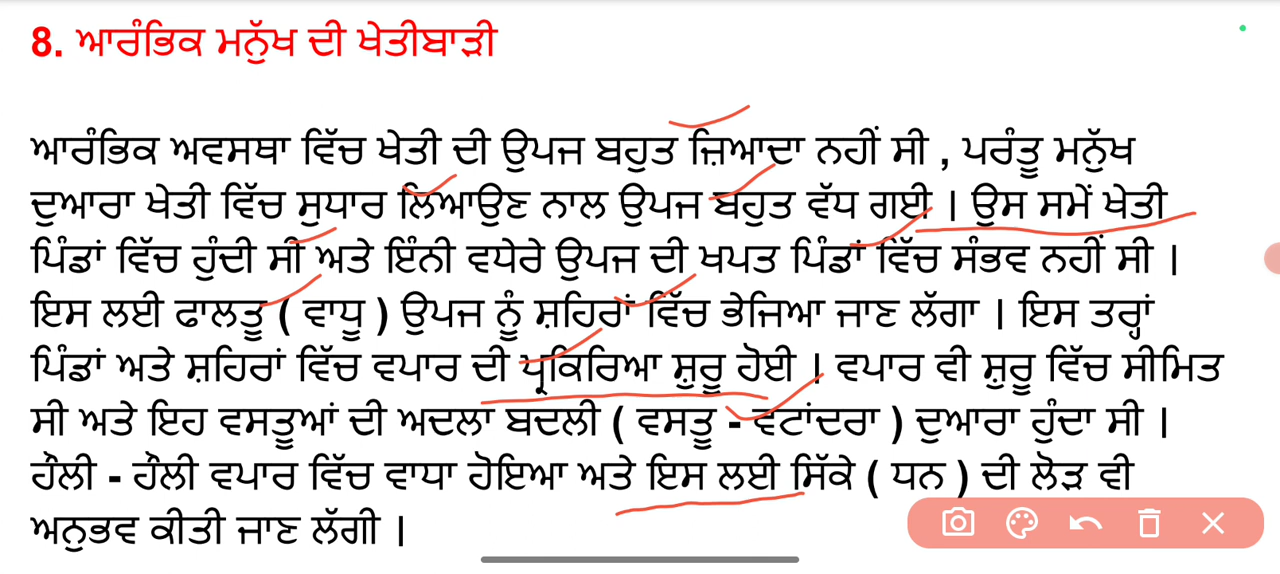 8. ਆਰੰਭਿਕ ਮਨੁੱਖ ਦੀ ਖੇਤੀਬਾੜੀ
ਆਰੰਭਿਕ ਅਵਸਥਾ ਵਿੱਚ ਖੇਤੀ ਦੀ ਉਪਜ ਬਹੁਤ ਜ਼ਿਆਦਾ ਨਹੀਂ ਸੀ , ਪਰੰਤੂ ਮਨੁੱਖ
ਦੁਆਰਾ ਖੇਤੀ ਵਿੱਚ ਸੁਧਾਰ ਲਿਆਉਣ ਨਾਲ ਉਪਜ ਬਹੁਤ ਵੱਧ ਗਈ । ਉਸ ਸਮੇਂ ਖੇਤੀ
ਪਿੰਡਾਂ ਵਿੱਚ ਹੁੰਦੀ ਸੀ ਅਤੇ ਇੰਨੀ ਵਧੇਰੇ ਉਪਜ ਦੀ ਖਪਤ ਪਿੰਡਾਂ ਵਿੱਚ ਸੰਭਵ ਨਹੀਂ ਸੀ ।
ਇਸ ਲਈ ਫਾਲਤੂ ( ਵਾਧੂ ) ਉਪਜ ਨੂੰ ਸ਼ਹਿਰਾਂ ਵਿੱਚ ਭੇਜਿਆ ਜਾਣ ਲੱਗਾ । ਇਸ ਤਰ੍ਹਾਂ
ਪਿੰਡਾਂ ਅਤੇ ਸ਼ਹਿਰਾਂ ਵਿੱਚ ਵਪਾਰ ਦੀ ਪ੍ਰਕਿਰਿਆ ਸ਼ੁਰੂ ਹੋਈ । ਵਪਾਰ ਵੀ ਸ਼ੁਰੂ ਵਿੱਚ ਸੀਮਿਤ
ਸੀ ਅਤੇ ਇਹ ਵਸਤੂਆਂ ਦੀ ਅਦਲਾ ਬਦਲੀ ( ਵਸਤੂ - ਵਟਾਂਦਰਾ ) ਦੁਆਰਾ ਹੁੰਦਾ ਸੀ ।
ਹੌਲੀ - ਹੌਲੀ ਵਪਾਰ ਵਿੱਚ ਵਾਧਾ ਹੋਇਆ ਅਤੇ ਇਸ ਲਈ ਸਿੱਕੇ ( ਧਨ ) ਦੀ ਲੋੜ ਵੀ
ਅਨੁਭਵ ਕੀਤੀ ਜਾਣ ਲੱਗੀ ।